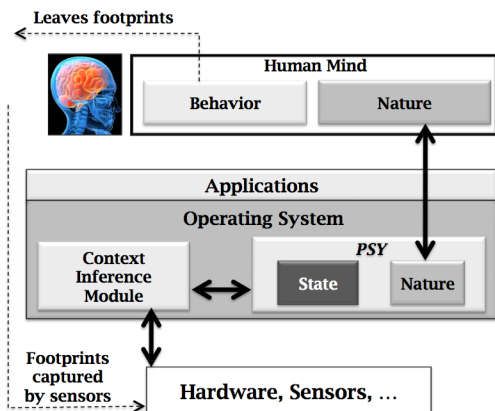 Leaves footprints
Human Mind
Behavior
Nature
Applications
Operating System
Context
Inference
Module
PSY
State
Nature
Footprints
captured
by sensors
Hardware, Sensors, ...